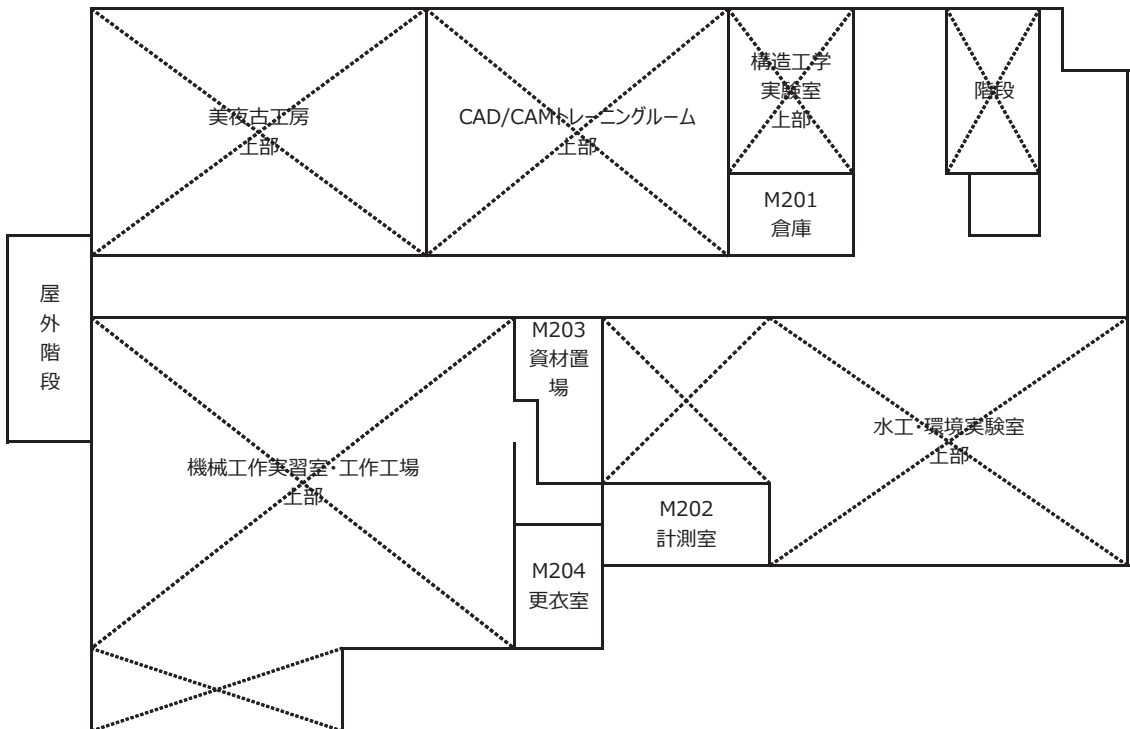 美夜古工房
上部
CAD/CAMトレーニングルーム
上部
構造工学
実験室
上部
階段
M201
倉庫
屋
外
階
段
M203
資材置
場
水工・環境実験室
上部
機械工作実習室・工作工場
上部
M202
計測室
M204
更衣室